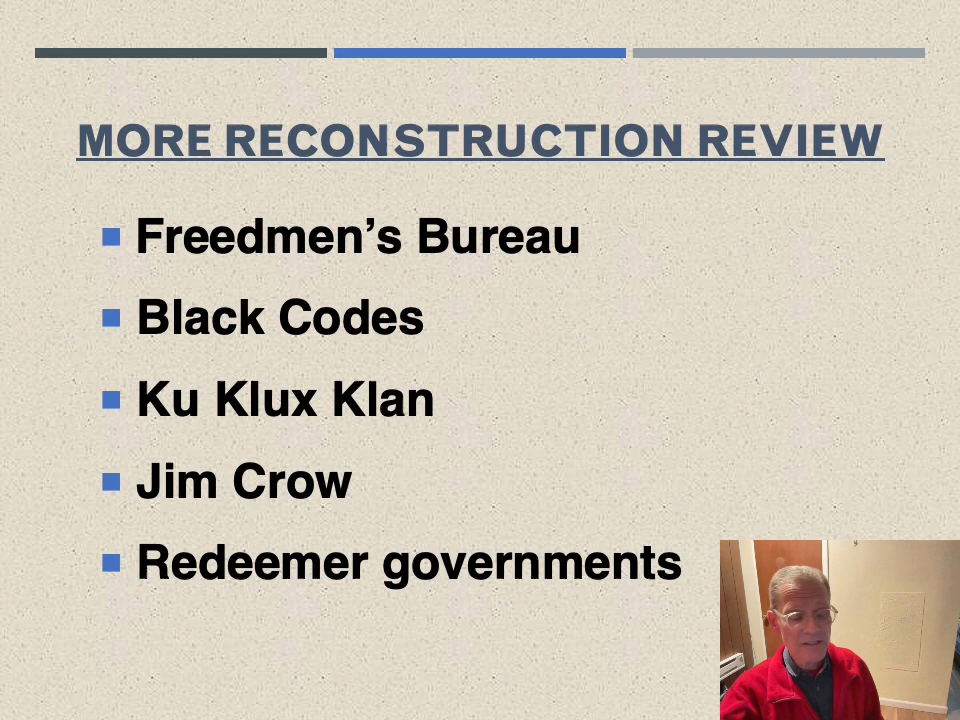 MORE RECONSTRUCTION REVIEW
Freedmen’s Bureau
Black Codes
Ku Klux Klan
Jim Crow
Redeemer governments